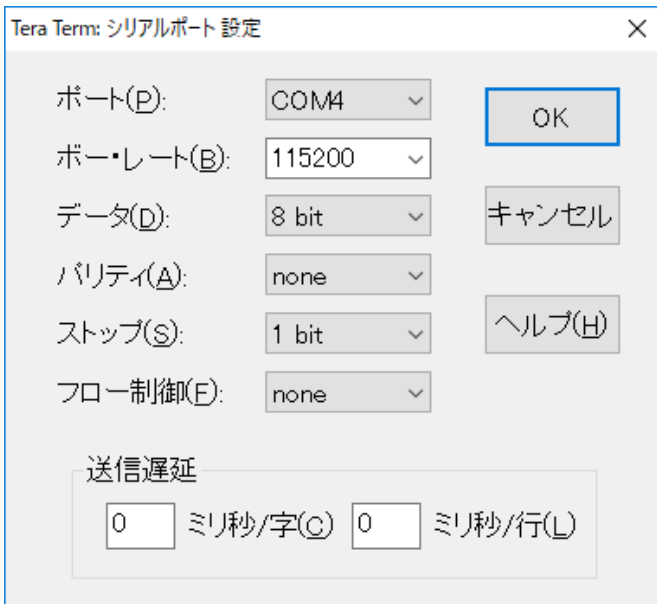 Tera Term: シリアルポート 設定
ポート(P): COM4
OK
ボー・レート(B): 115200
データ(D): 8 bit
キャンセル
パリティ(A): none
ストップ(S): 1 bit
ヘルプ(H)
フロー制御(F): none
送信遅延
0 ミリ秒/字(C) 0 ミリ秒/行(L)